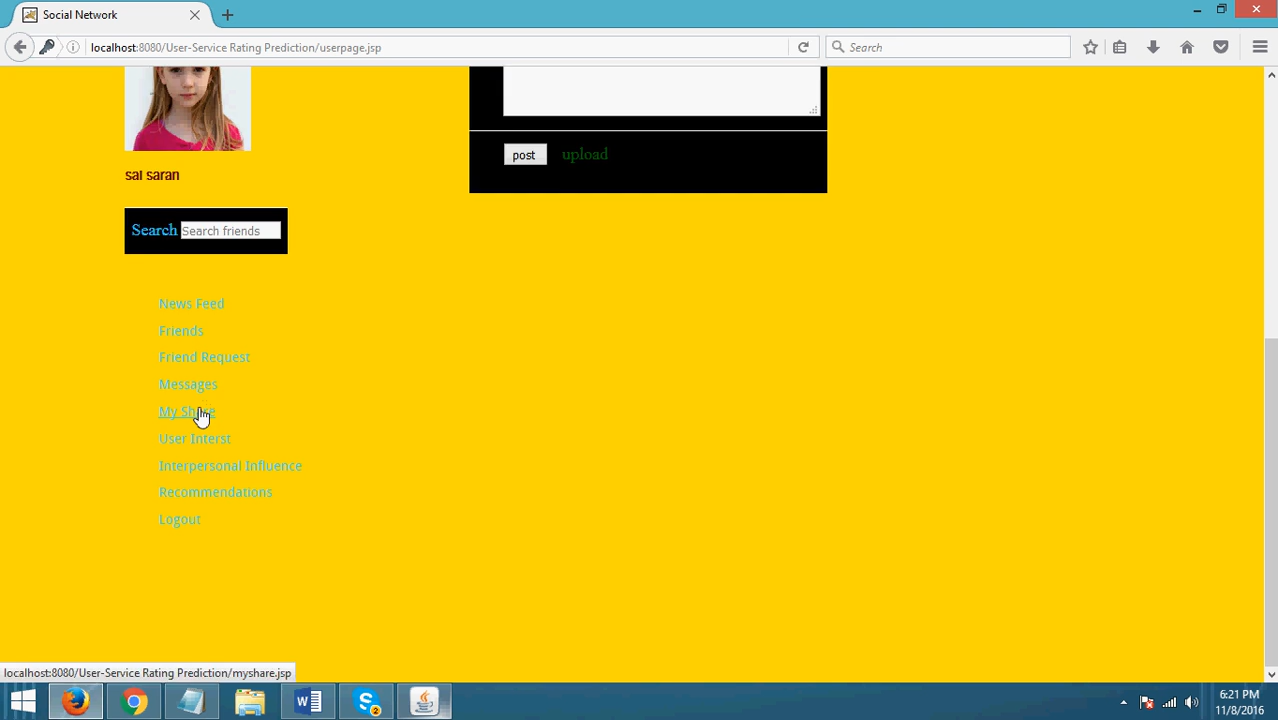 Social Network
localhost:8080/User-Service Rating Prediction/userpage.jsp
Search
post upload
sai saran
Search Search friends
News Feed
Friends
Friend Request
Messages
My Share
User Interst
Interpersonal Influence
Recommendations
Logout
localhost:8080/User-Service Rating Prediction/myshare.jsp
2
6:21 PM
11/8/2016